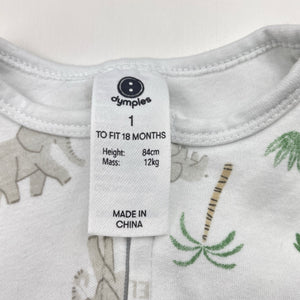 dymples
1
TO FIT 18 MONTHS
Height: 84cm
Mass: 12kg
MADE IN
CHINA